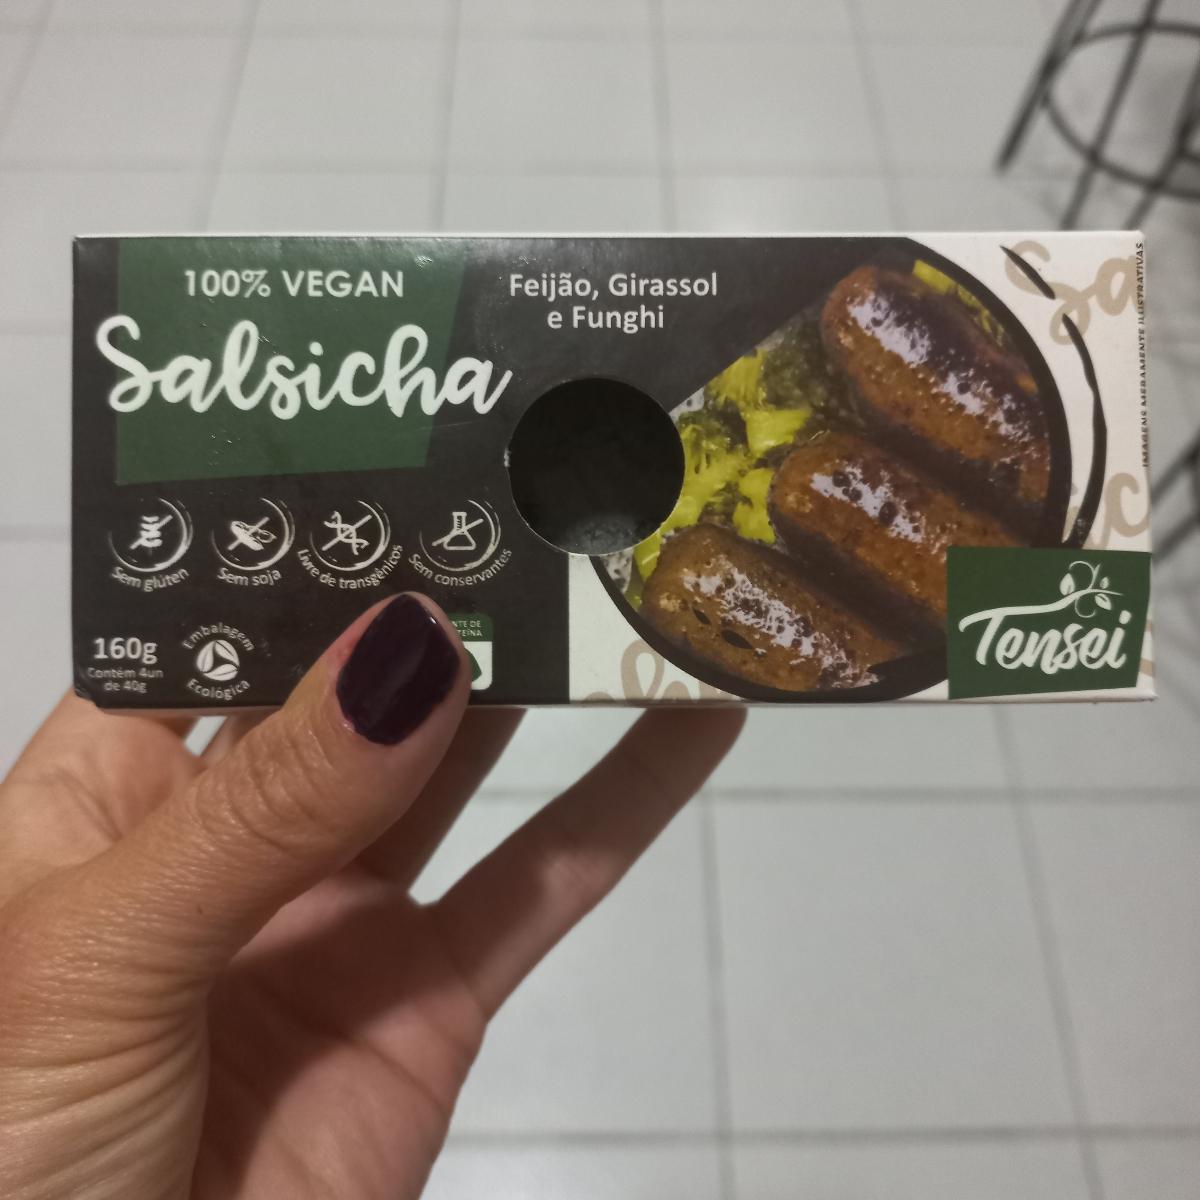 100% VEGAN
Salsicha
Feijão, Girassol
e Funghi
Sem glúten
Sem soja
Livre de transgênicos
Sem conservantes
160g
Contém 4un
de 40g
Embalagem
Ecológica
Tensei
IMAGENS MERAMENTE ILUSTRATIVAS